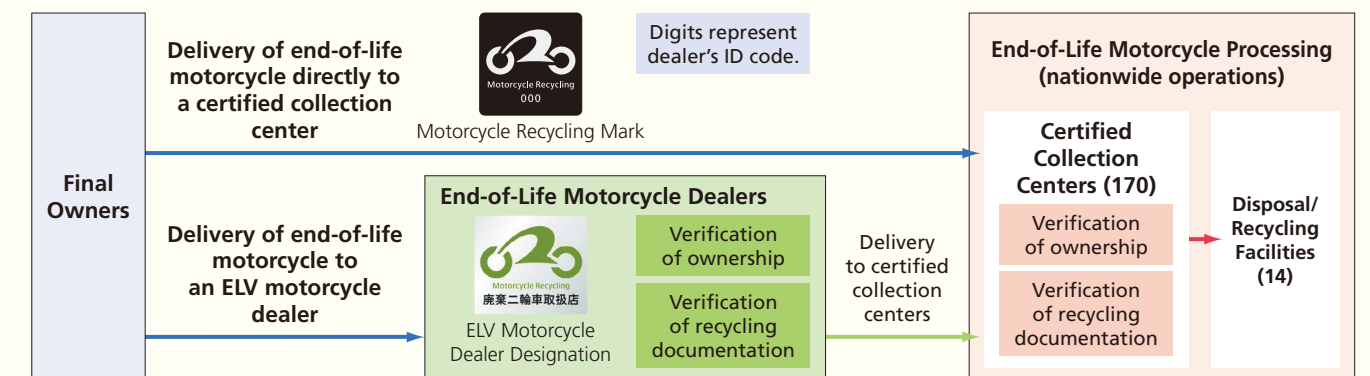 Final
Owners
Delivery of end-of-life
motorcycle directly to
a certified collection
center
Motorcycle Recycling
000
Motorcycle Recycling Mark
Digits represent
dealer's ID code.
Delivery of end-of-life
motorcycle to
an ELV motorcycle
dealer
End-of-Life Motorcycle Dealers
Motorcycle Recycling
廃棄二輪車取扱店
ELV Motorcycle
Dealer Designation
Verification
of ownership
Verification
of recycling
documentation
Delivery
to certified
collection
centers
End-of-Life Motorcycle Processing
(nationwide operations)
Certified
Collection
Centers (170)
Verification
of ownership
Verification
of recycling
documentation
Disposal/
Recycling
Facilities
(14)